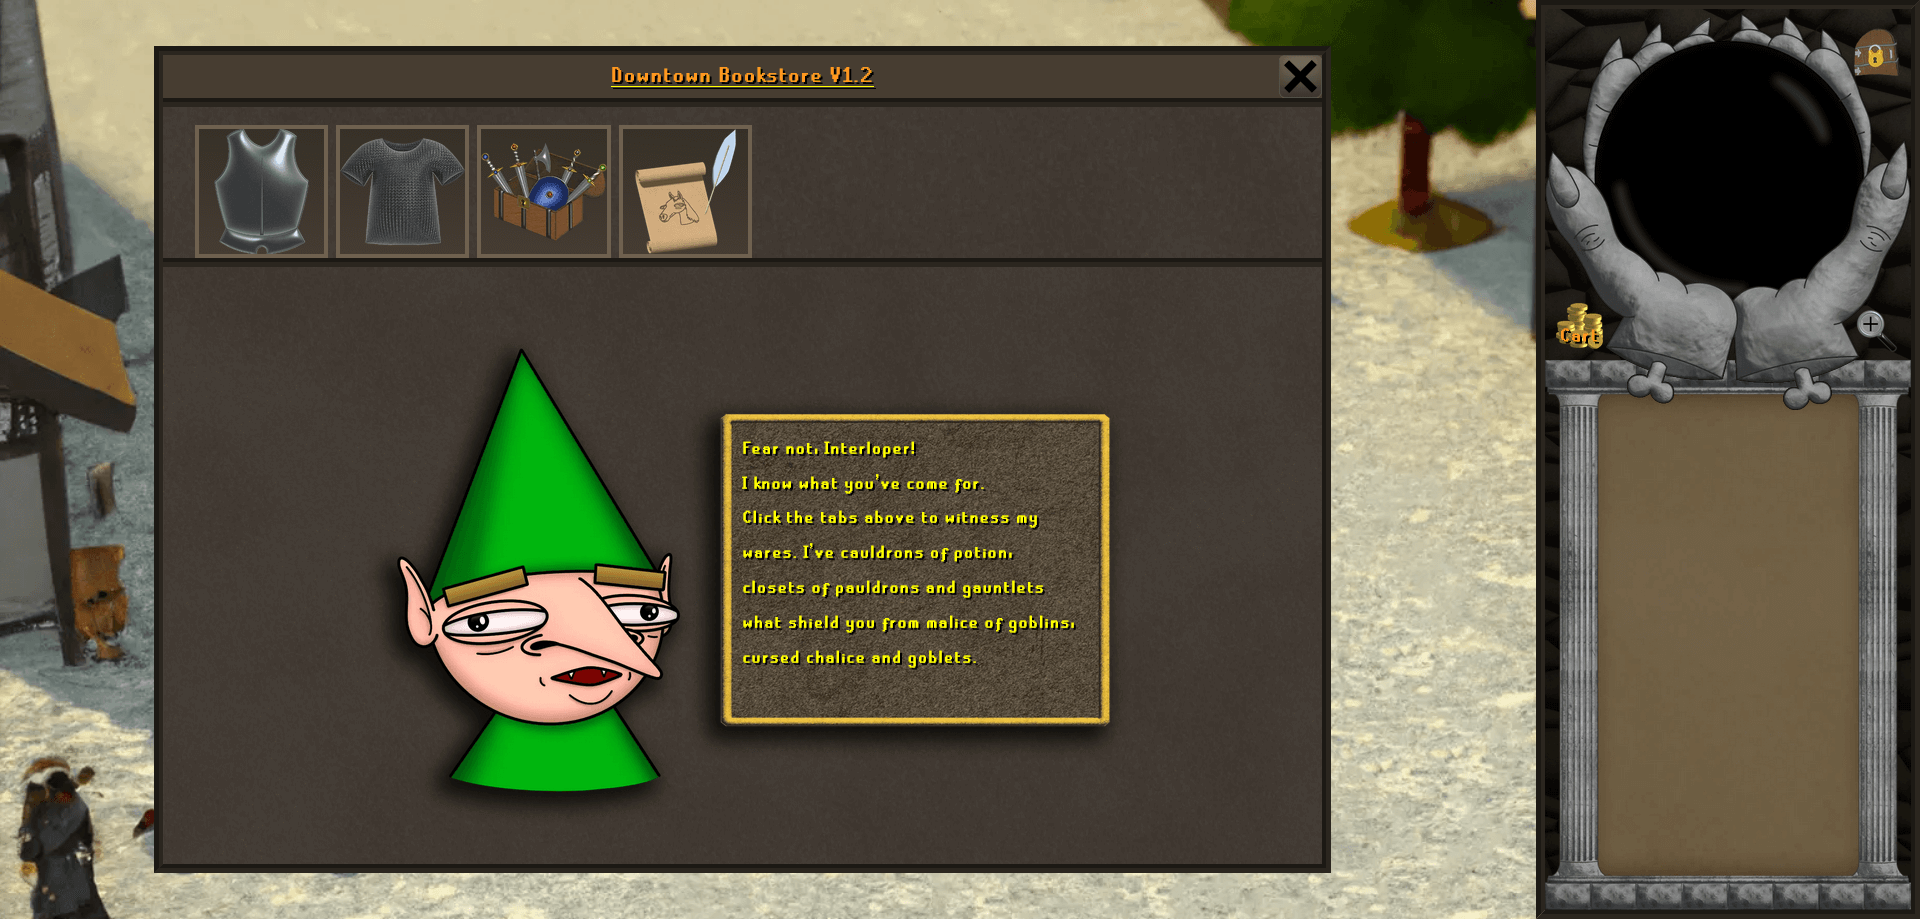 Downtown Bookstore V1.2
Fear not, Interloper!
I know what you've come for.
Click the tabs above to witness my
wares. I've cauldrons of potion,
closets of pauldrons and gauntlets
what shield you from malice of goblins,
cursed chalice and goblets.
Cart